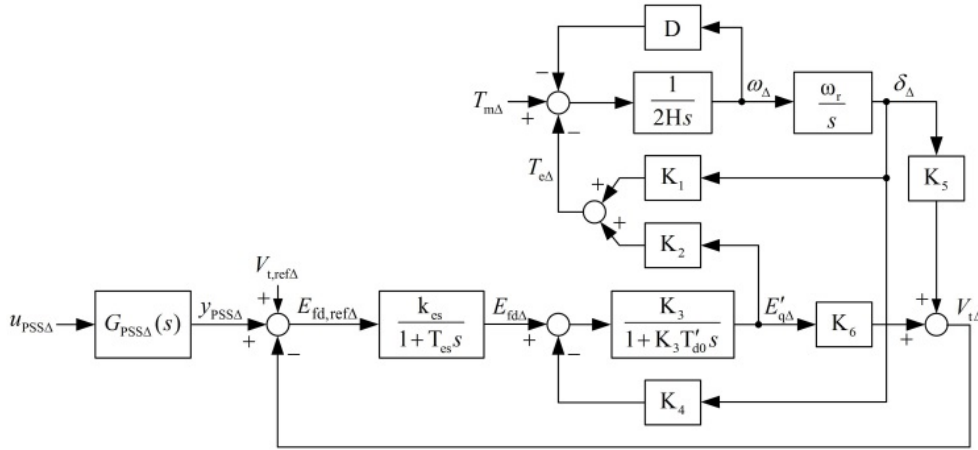 D
T_mΔ
1
2Hs
ω_Δ
ω_r
s
δ_Δ
T_eΔ
K_1
K_5
K_2
V_t,refΔ
u_PSSΔ
G_PSSΔ(s)
y_PSSΔ
E_fd,refΔ
k_es
1 + T_es s
E_fdΔ
K_3
1 + K_3 T'_d0 s
E'_qΔ
K_6
V_tΔ
K_4